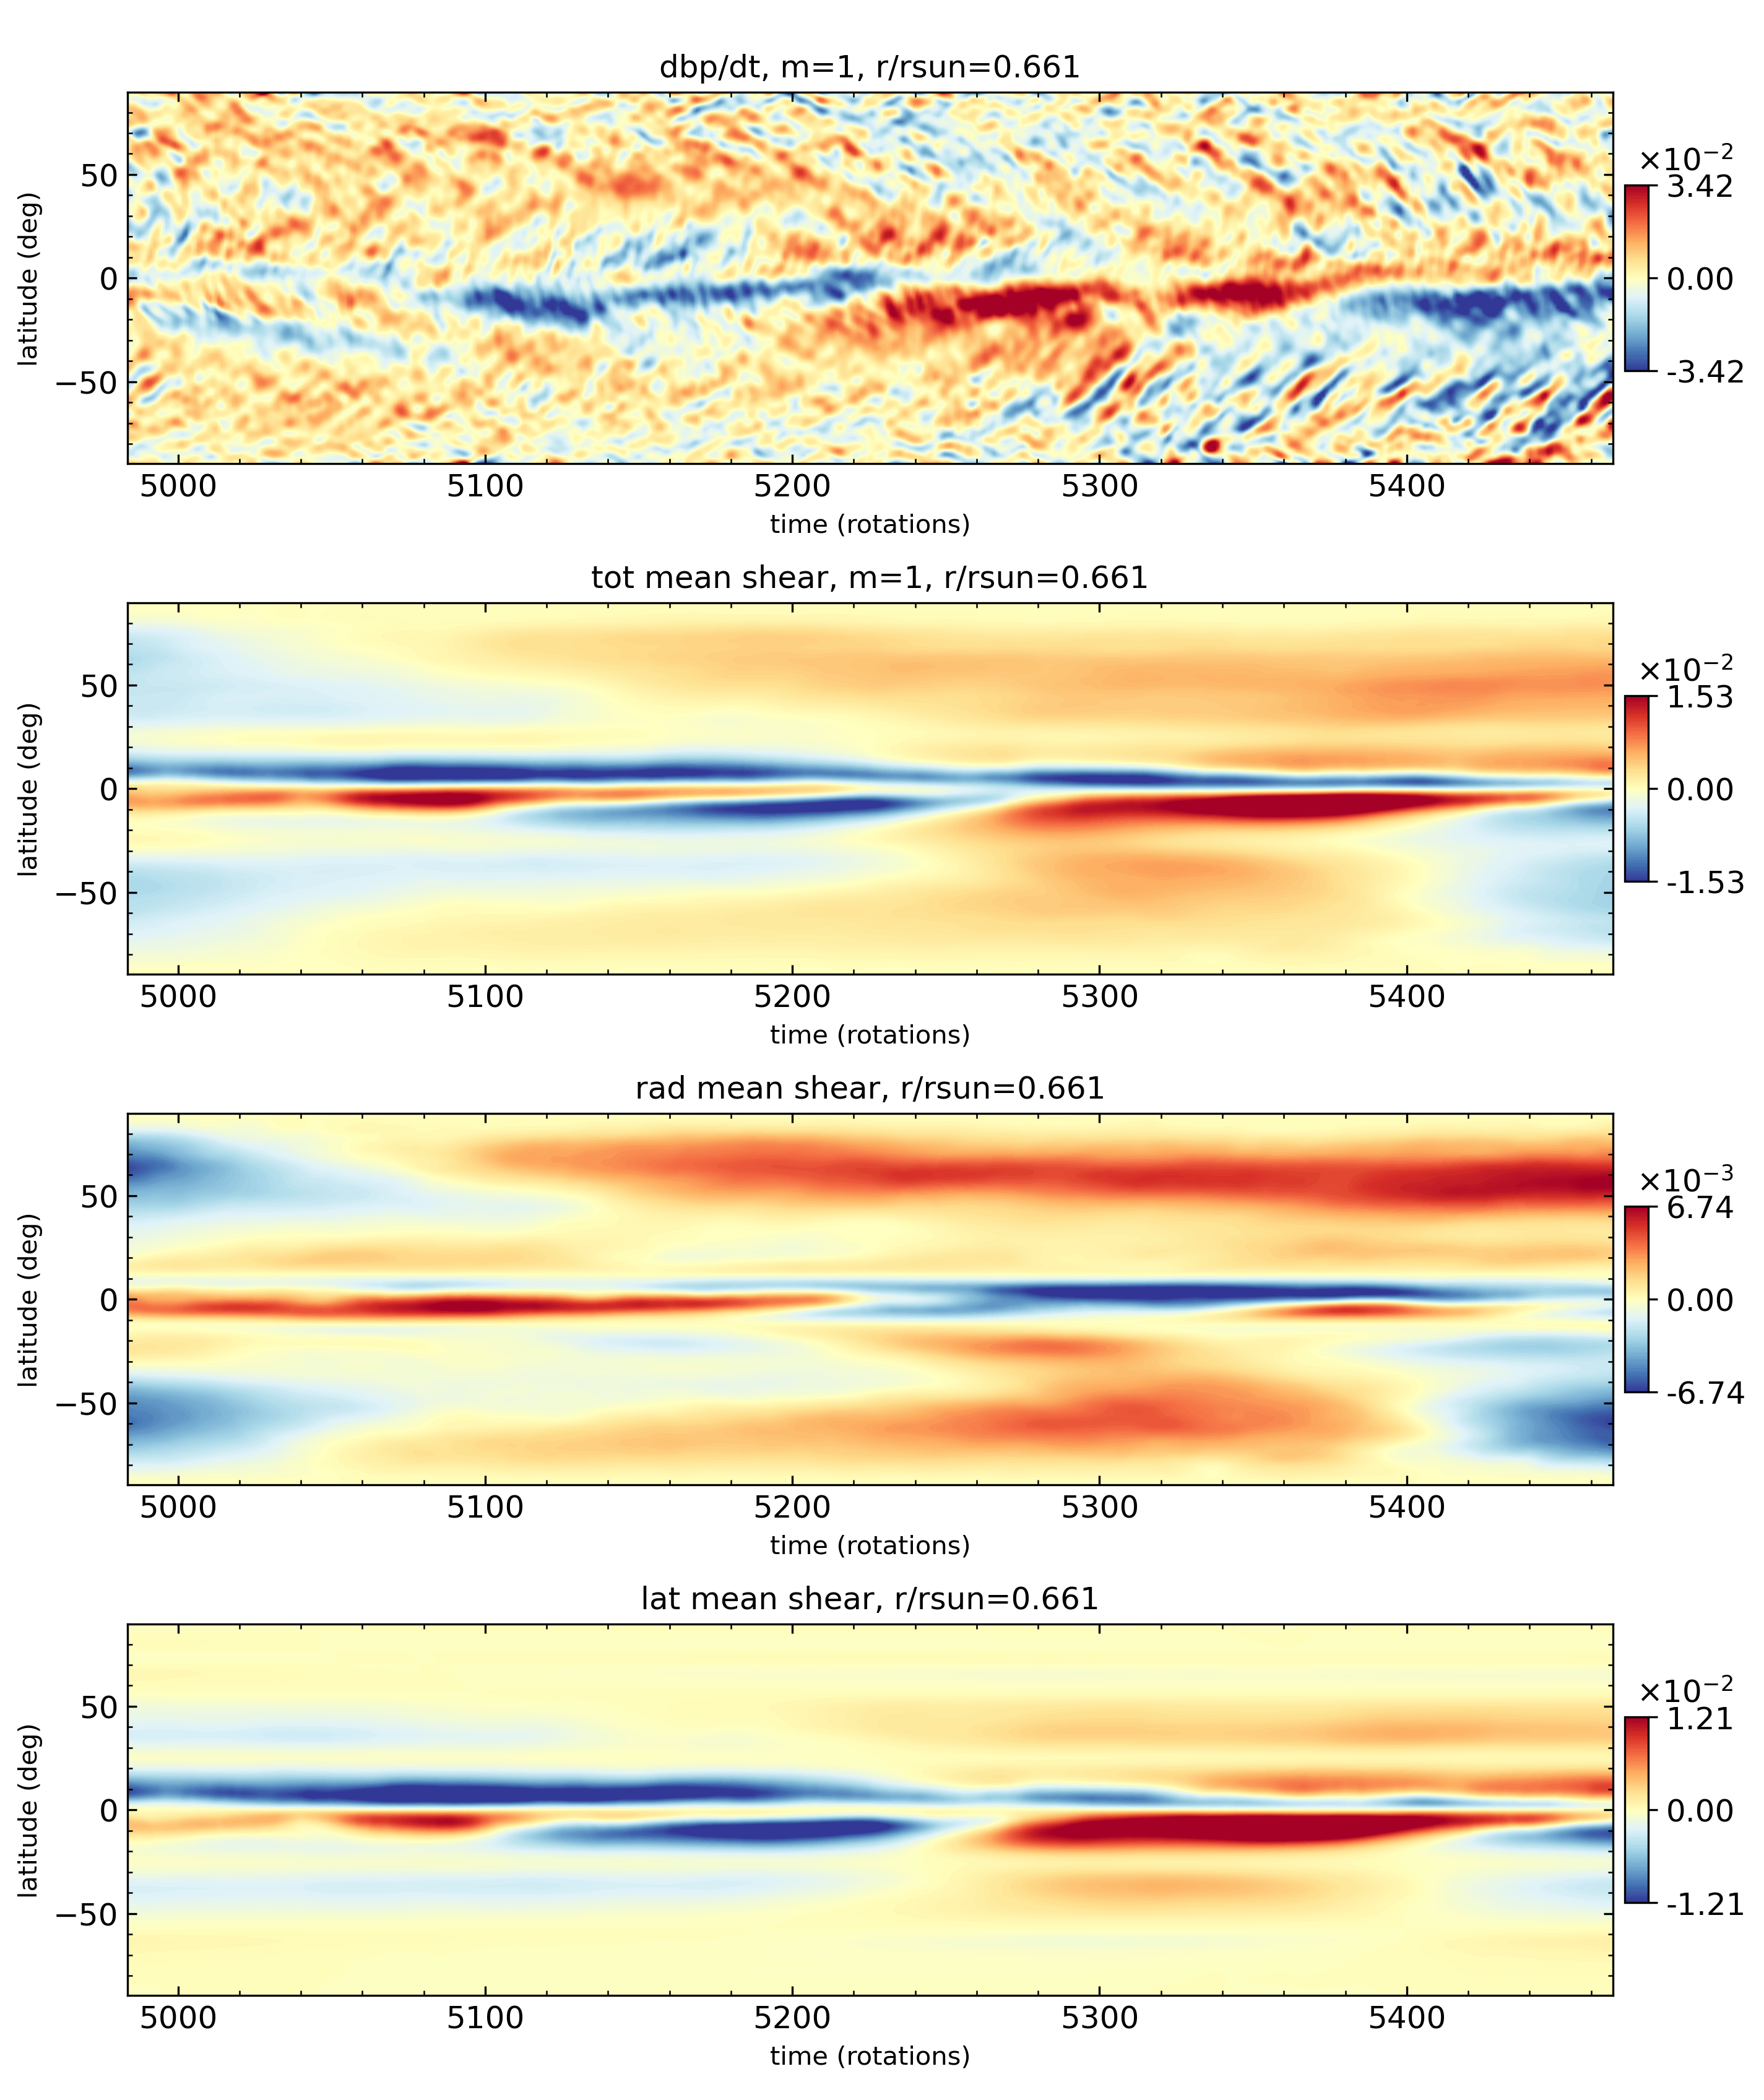 dbp/dt, m=1, r/rsun=0.661
×10⁻²
3.42
0.00
-3.42
latitude (deg)
50
0
−50
5000 5100 5200 5300 5400
time (rotations)
tot mean shear, m=1, r/rsun=0.661
×10⁻²
1.53
0.00
-1.53
latitude (deg)
50
0
−50
5000 5100 5200 5300 5400
time (rotations)
rad mean shear, r/rsun=0.661
×10⁻³
6.74
0.00
-6.74
latitude (deg)
50
0
−50
5000 5100 5200 5300 5400
time (rotations)
lat mean shear, r/rsun=0.661
×10⁻²
1.21
0.00
-1.21
latitude (deg)
50
0
−50
5000 5100 5200 5300 5400
time (rotations)